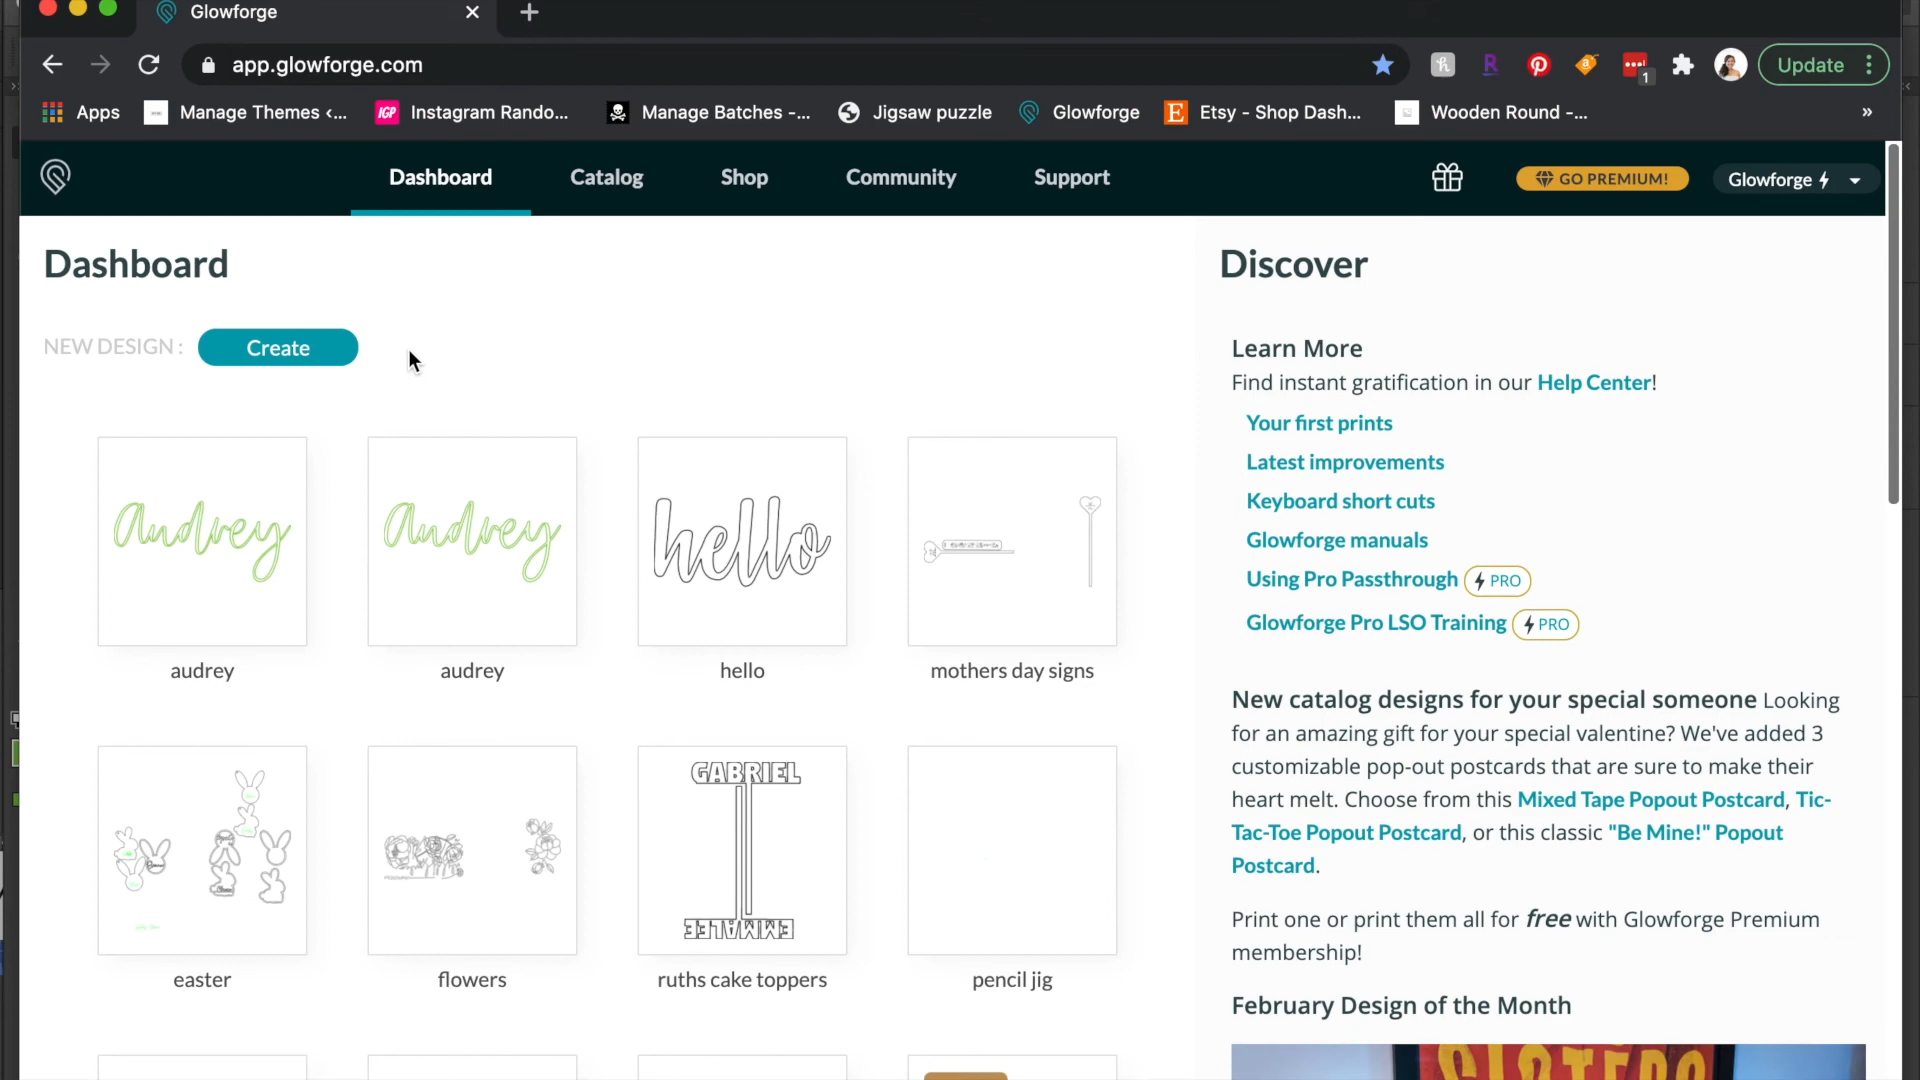 Glowforge
app.glowforge.com
Update
1
Apps
Manage Themes <...
IGP
Instagram Rando...
Manage Batches -...
Jigsaw puzzle
Glowforge
E
Etsy - Shop Dash...
Wooden Round -...
»
Dashboard
Catalog
Shop
Community
Support
GO PREMIUM!
Glowforge
Dashboard
NEW DESIGN :
Create
audrey
audrey
hello
audrey
audrey
hello
mothers day signs
GABRIEL
EMMALEE
easter
flowers
ruths cake toppers
pencil jig
Discover
Learn More
Find instant gratification in our Help Center!
Your first prints
Latest improvements
Keyboard short cuts
Glowforge manuals
Using Pro Passthrough PRO
Glowforge Pro LSO Training PRO
New catalog designs for your special someone Looking
for an amazing gift for your special valentine? We've added 3
customizable pop-out postcards that are sure to make their
heart melt. Choose from this Mixed Tape Popout Postcard, Tic-
Tac-Toe Popout Postcard, or this classic "Be Mine!" Popout
Postcard.
Print one or print them all for free with Glowforge Premium
membership!
February Design of the Month
SISTERS